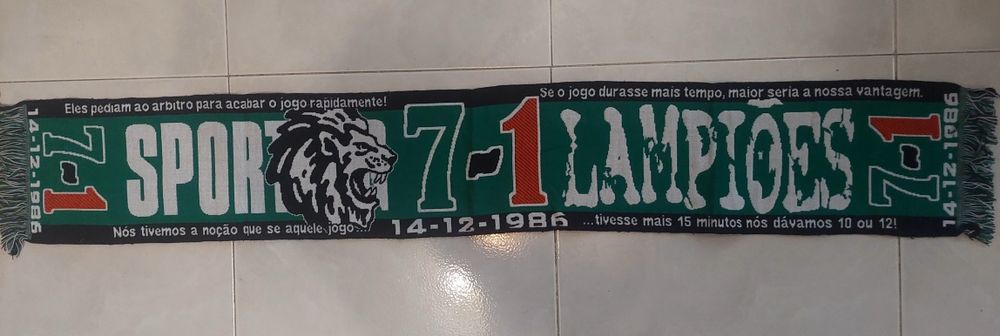 Eles pediam ao arbitro para acabar o jogo rapidamente!
Se o jogo durasse mais tempo, maior seria a nossa vantagem.
14-12-1986
7-1
SPORT
7-1
LAMPIÕES
7-1
14-12-1986
Nós tivemos a noção que se aquele jogo...
14-12-1986
...tivesse mais 15 minutos nós dávamos 10 ou 12!